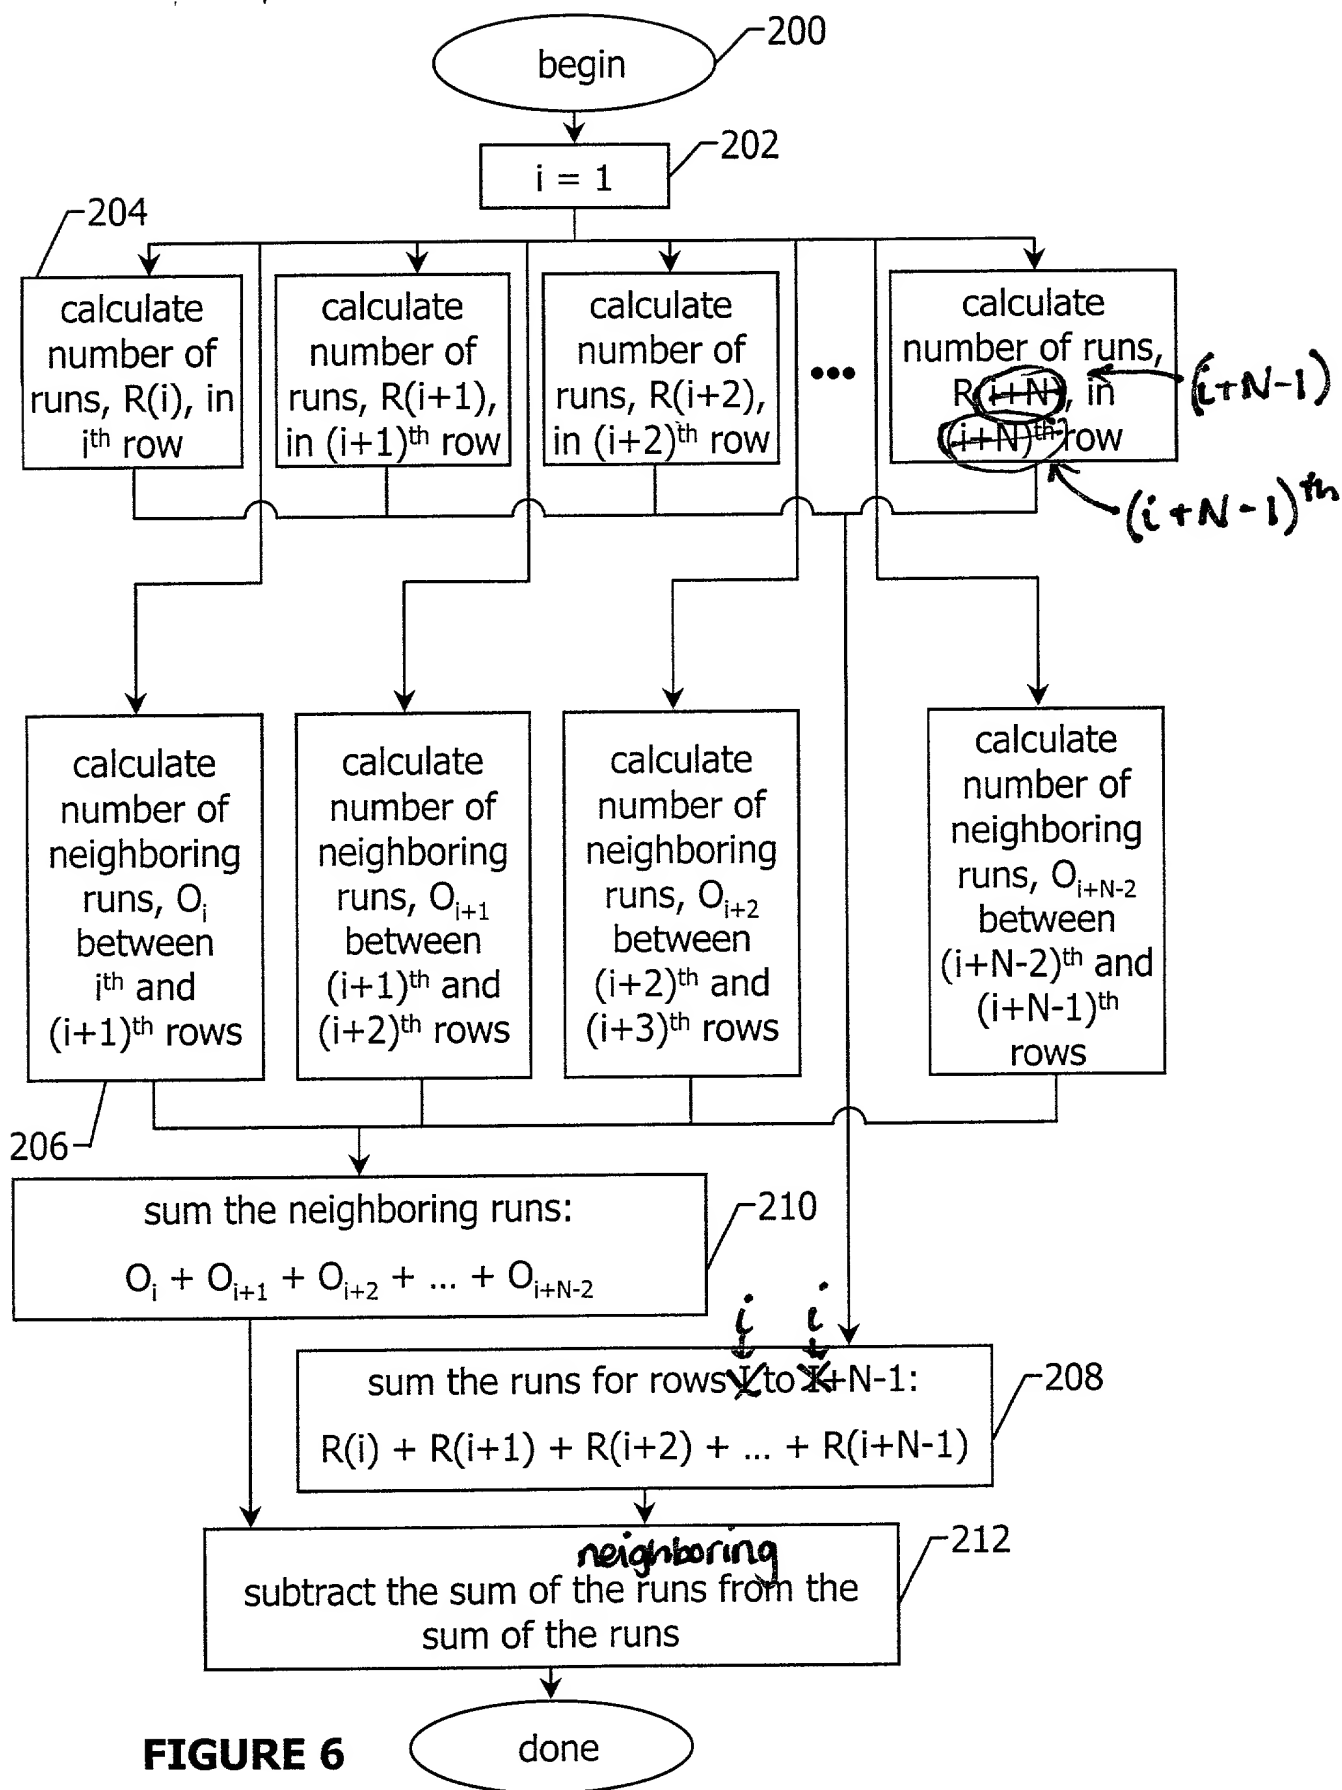 200
begin
202
i = 1
204
calculate
number of
runs, R(i), in
iᵗʰ row
calculate
number of
runs, R(i+1),
in (i+1)ᵗʰ row
calculate
number of
runs, R(i+2),
in (i+2)ᵗʰ row
•••
calculate
number of runs,
R(i+N), in
(i+N)ᵗʰ row
(i+N-1)
(i+N-1)ᵗʰ
calculate
number of
neighboring
runs, Oᵢ
between
iᵗʰ and
(i+1)ᵗʰ rows
calculate
number of
neighboring
runs, Oᵢ₊₁
between
(i+1)ᵗʰ and
(i+2)ᵗʰ rows
calculate
number of
neighboring
runs, Oᵢ₊₂
between
(i+2)ᵗʰ and
(i+3)ᵗʰ rows
calculate
number of
neighboring
runs, O_{i+N-2}
between
(i+N-2)ᵗʰ and
(i+N-1)ᵗʰ
rows
206
sum the neighboring runs:
Oᵢ + Oᵢ₊₁ + Oᵢ₊₂ + ... + O_{i+N-2}
210
i i
sum the runs for rows I to I+N-1:
R(i) + R(i+1) + R(i+2) + ... + R(i+N-1)
208
neighboring
subtract the sum of the runs from the
sum of the runs
212
done
FIGURE 6